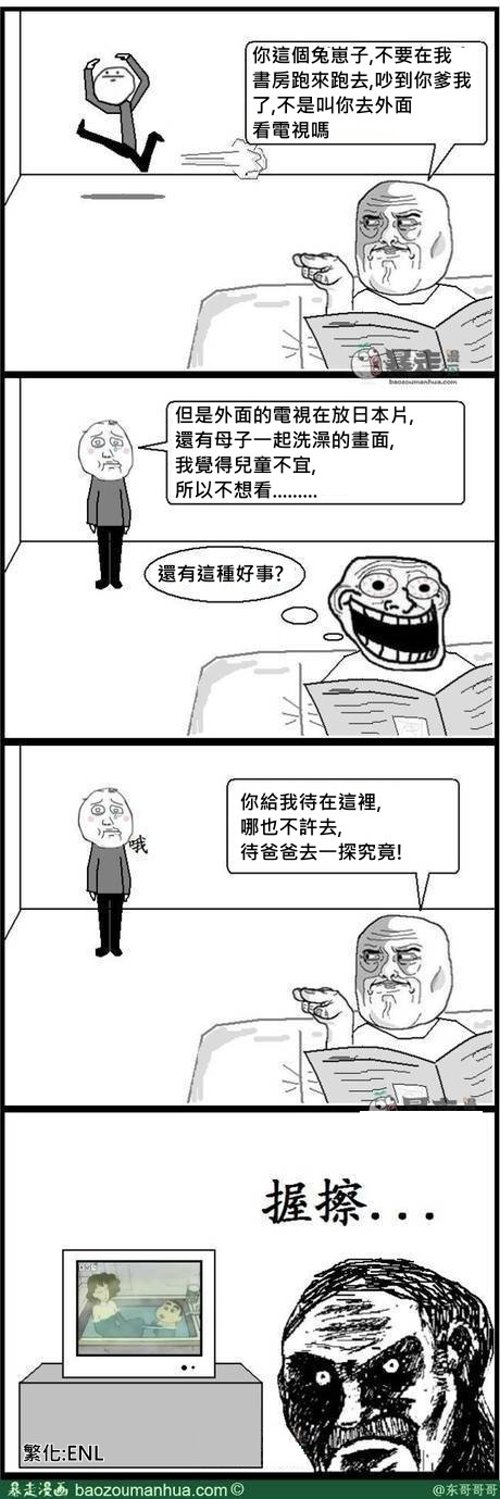 你這個兔崽子,不要在我
書房跑來跑去,吵到你爹我
了,不是叫你去外面
看電視嗎
暴走漫
baozoumanhua.com
但是外面的電視在放日本片,
還有母子一起洗澡的畫面,
我覺得兒童不宜,
所以不想看.........
還有這種好事?
哦
你給我待在這裡,
哪也不許去,
待爸爸去一探究竟!
握擦...
繁化:ENL
暴走漫画 baozoumanhua.com ©
@东哥哥哥